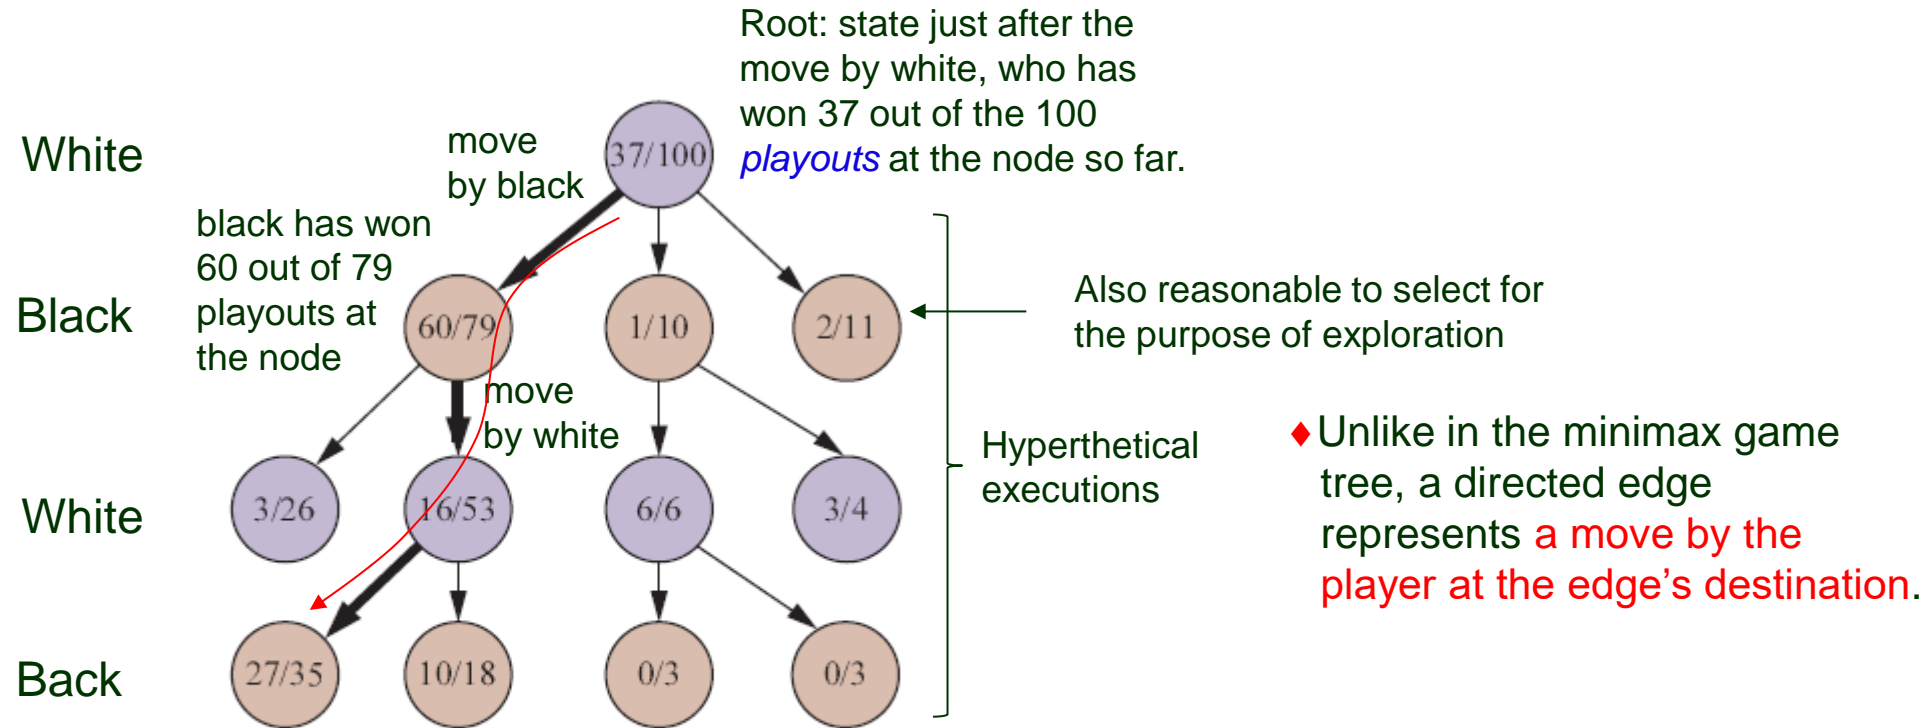 Root: state just after the
move by white, who has
won 37 out of the 100
playouts at the node so far.
White
move
by black
37/100
black has won
60 out of 79
playouts at
the node
Black
60/79
1/10
2/11
Also reasonable to select for
the purpose of exploration
move
by white
Hyperthetical
executions
♦Unlike in the minimax game
tree, a directed edge
represents a move by the
player at the edge’s destination.
White
3/26
16/53
6/6
3/4
Back
27/35
10/18
0/3
0/3